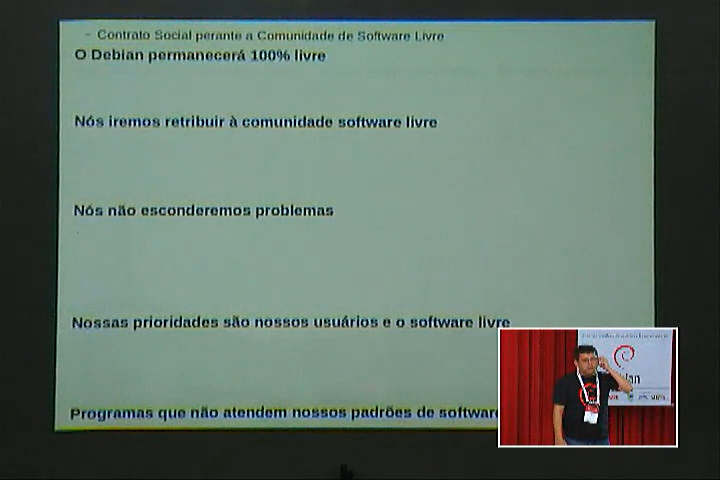 – Contrato Social perante a Comunidade de Software Livre
O Debian permanecerá 100% livre
Nós iremos retribuir à comunidade software livre
Nós não esconderemos problemas
Nossas prioridades são nossos usuários e o software livre
Programas que não atendem nossos padrões de software